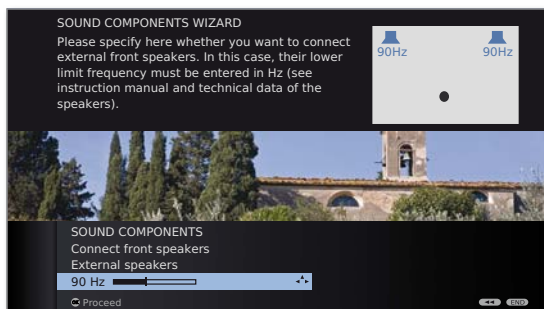 SOUND COMPONENTS WIZARD
Please specify here whether you want to connect
external front speakers. In this case, their lower
limit frequency must be entered in Hz (see
instruction manual and technical data of the
speakers).
90Hz 90Hz
SOUND COMPONENTS
Connect front speakers
External speakers
90 Hz
OK Proceed
END